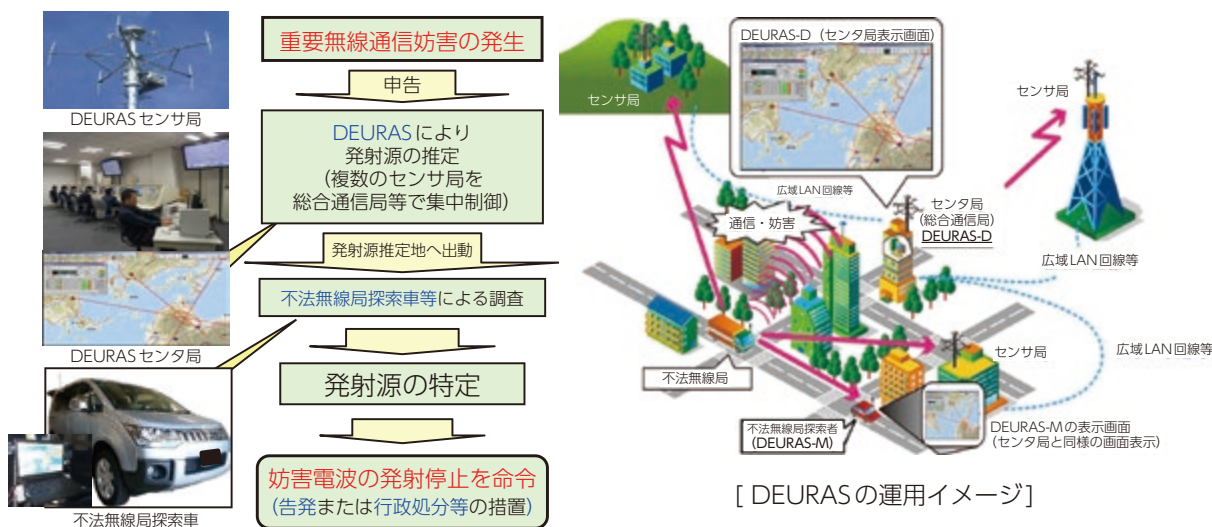 重要無線通信妨害の発生
申告
DEURASセンサ局
DEURASにより
発射源の推定
(複数のセンサ局を
総合通信局等で集中制御)
発射源推定地へ出動
不法無線局探索車等による調査
DEURASセンタ局
発射源の特定
妨害電波の発射停止を命令
(告発または行政処分等の措置)
不法無線局探索車
DEURAS-D(センタ局表示画面)
センサ局
センサ局
広域LAN回線等
通信・妨害
センタ局
(総合通信局)
DEURAS-D
広域LAN回線等
センサ局
広域LAN回線等
不法無線局
不法無線局探索者
(DEURAS-M)
DEURAS-Mの表示画面
(センタ局と同様の画面表示)
[ DEURASの運用イメージ]